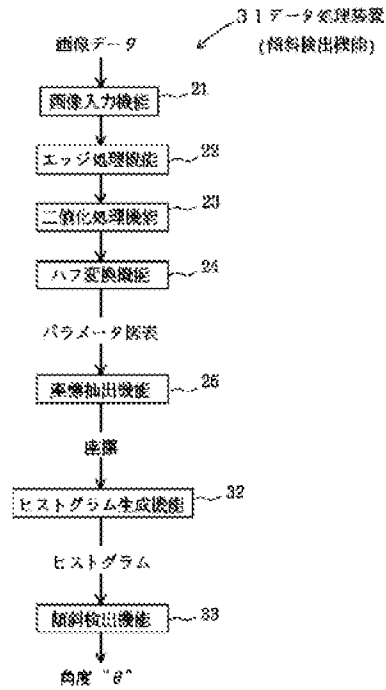 31データ処理装置
(傾斜検出機能)
画像データ
画像入力機能 21
エッジ処理機能 22
二値化処理機能 23
ハフ変換機能 24
パラメータ図表
座標抽出機能 25
座標
ヒストグラム生成機能 32
ヒストグラム
傾斜検出機能 33
角度 "θ"